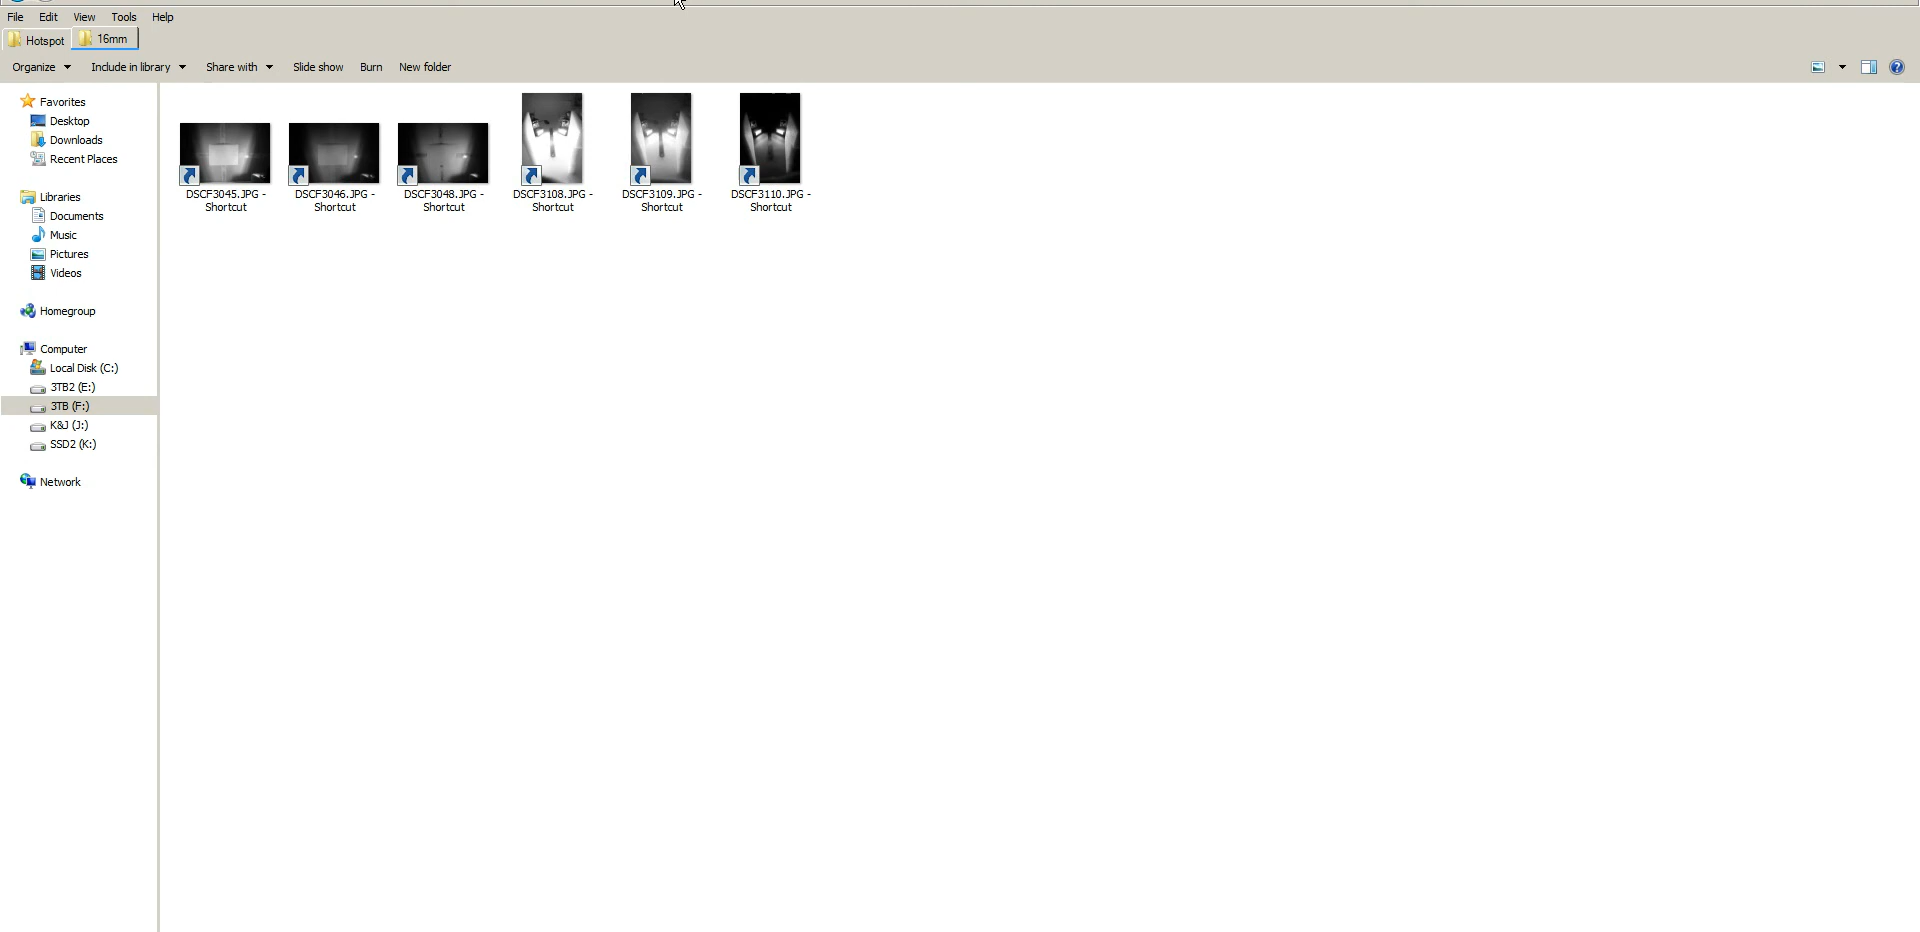 File Edit View Tools Help
Hotspot 16mm
Organize Include in library Share with Slide show Burn New folder
Favorites
Desktop
Downloads
Recent Places
Libraries
Documents
Music
Pictures
Videos
Homegroup
Computer
Local Disk (C:)
3TB2 (E:)
3TB (F:)
K&J (J:)
SSD2 (K:)
Network
DSCF3045.JPG - Shortcut
DSCF3046.JPG - Shortcut
DSCF3048.JPG - Shortcut
DSCF3108.JPG - Shortcut
DSCF3109.JPG - Shortcut
DSCF3110.JPG - Shortcut